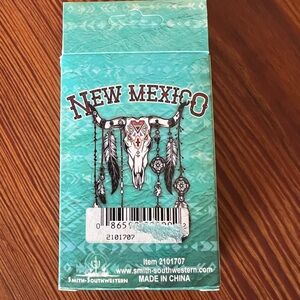 NEW MEXICO
2101707
Item 2101707
www.smith-southwestern.com
MADE IN CHINA
SMITH-SOUTHWESTERN